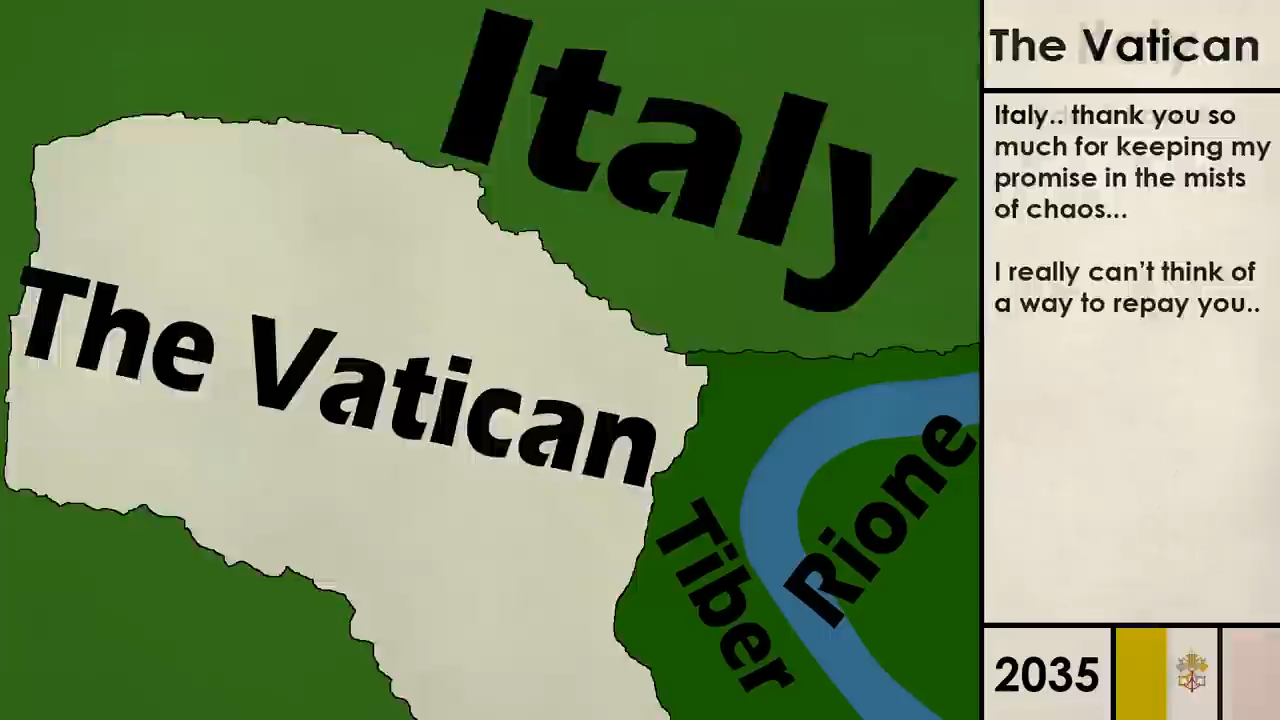 Italy
The Vatican
Tiber
Rione
The Vatican
Italy.. thank you so
much for keeping my
promise in the mists
of chaos...
I really can't think of
a way to repay you..
2035